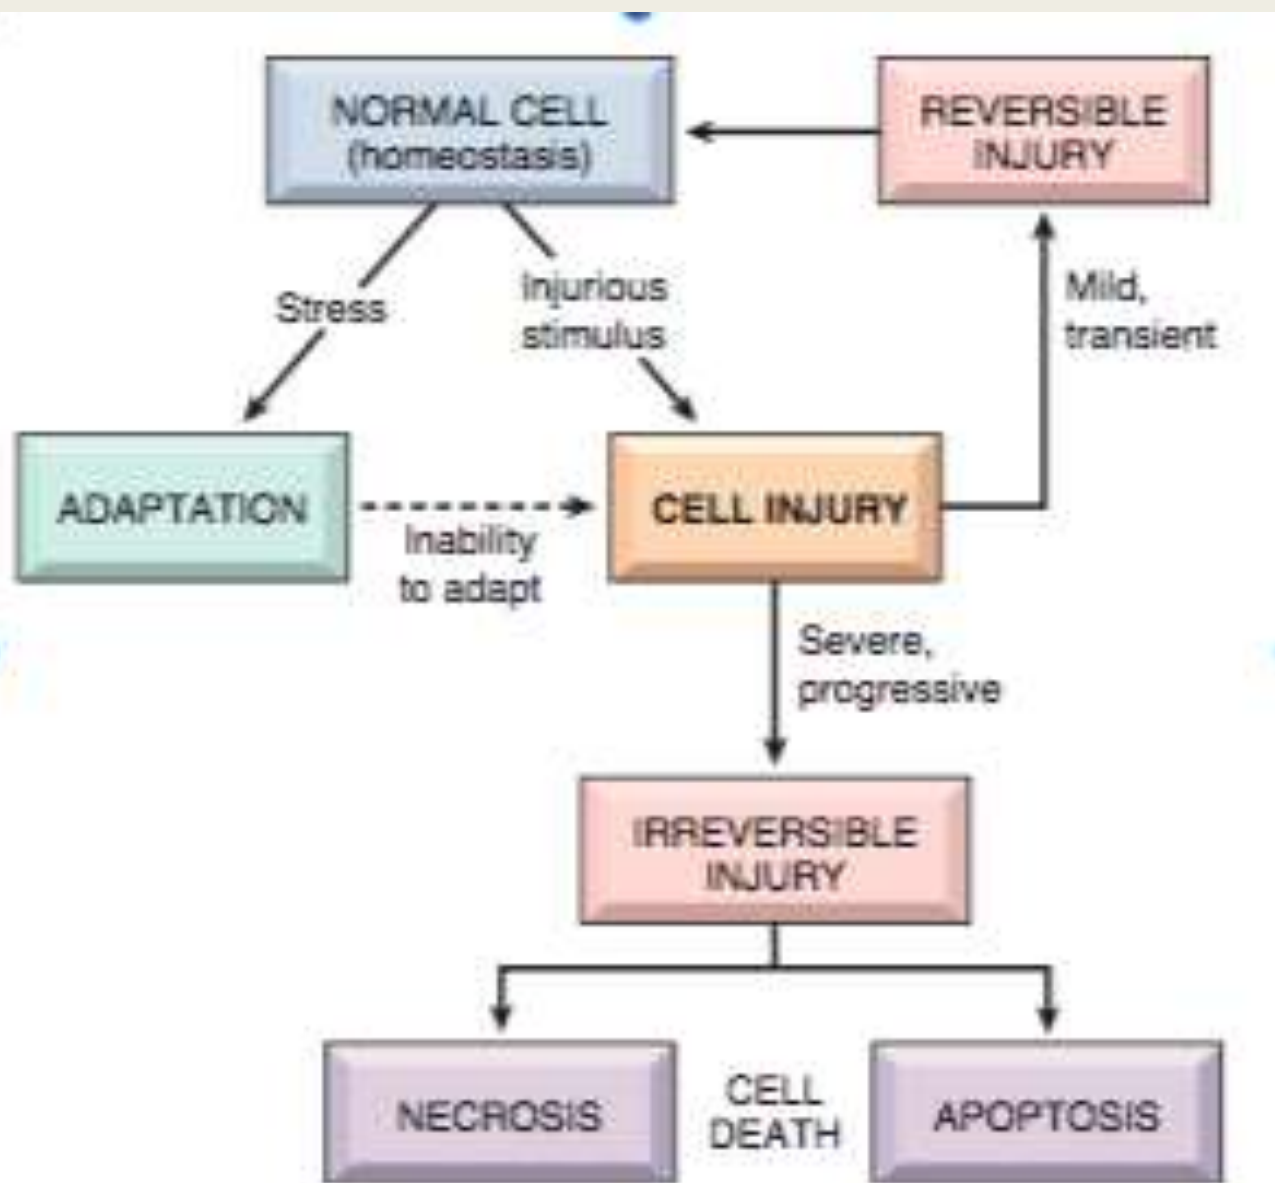 NORMAL CELL
(homeostasis)
REVERSIBLE
INJURY
Stress
Injurious
stimulus
Mild,
transient
ADAPTATION
Inability
to adapt
CELL INJURY
Severe,
progressive
IRREVERSIBLE
INJURY
NECROSIS
CELL
DEATH
APOPTOSIS